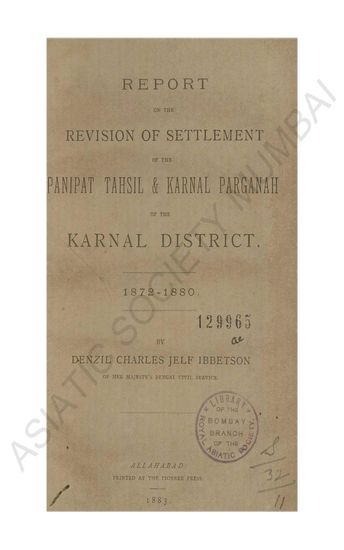 REPORT
ON THE
REVISION OF SETTLEMENT
OF THE
PANIPAT TAHSIL & KARNAL PARGANAH
OF THE
KARNAL DISTRICT.
1872-1880.
129965
BY
DENZIL CHARLES JELF IBBETSON
OF HER MAJESTY'S BENGAL CIVIL SERVICE.
LIBRARY
OF THE
BOMBAY
BRANCH
OF THE
ROYAL ASIATIC SOCIETY
ALLAHABAD:
PRINTED AT THE PIONEER PRESS.
1883.
32
ASIATIC SOCIETY MUMBAI